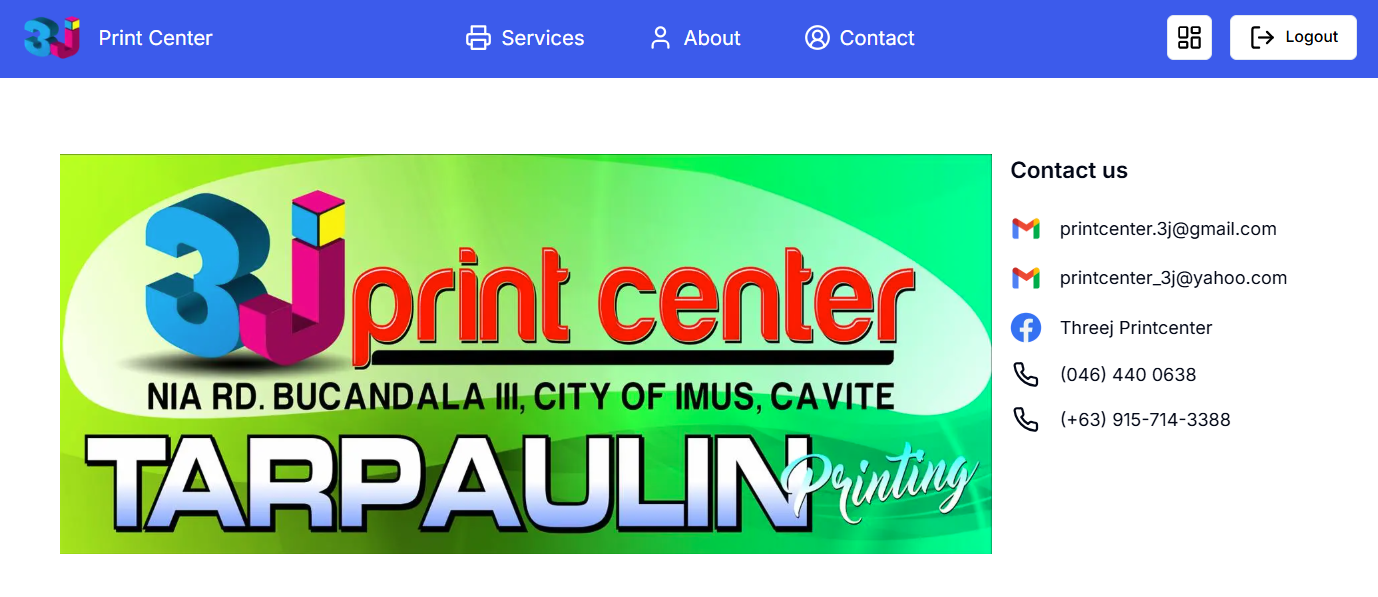 3J Print Center
Services
About
Contact
Logout
3J print center
NIA RD. BUCANDALA III, CITY OF IMUS, CAVITE
TARPAULIN Printing
Contact us
printcenter.3j@gmail.com
printcenter_3j@yahoo.com
Threej Printcenter
(046) 440 0638
(+63) 915-714-3388